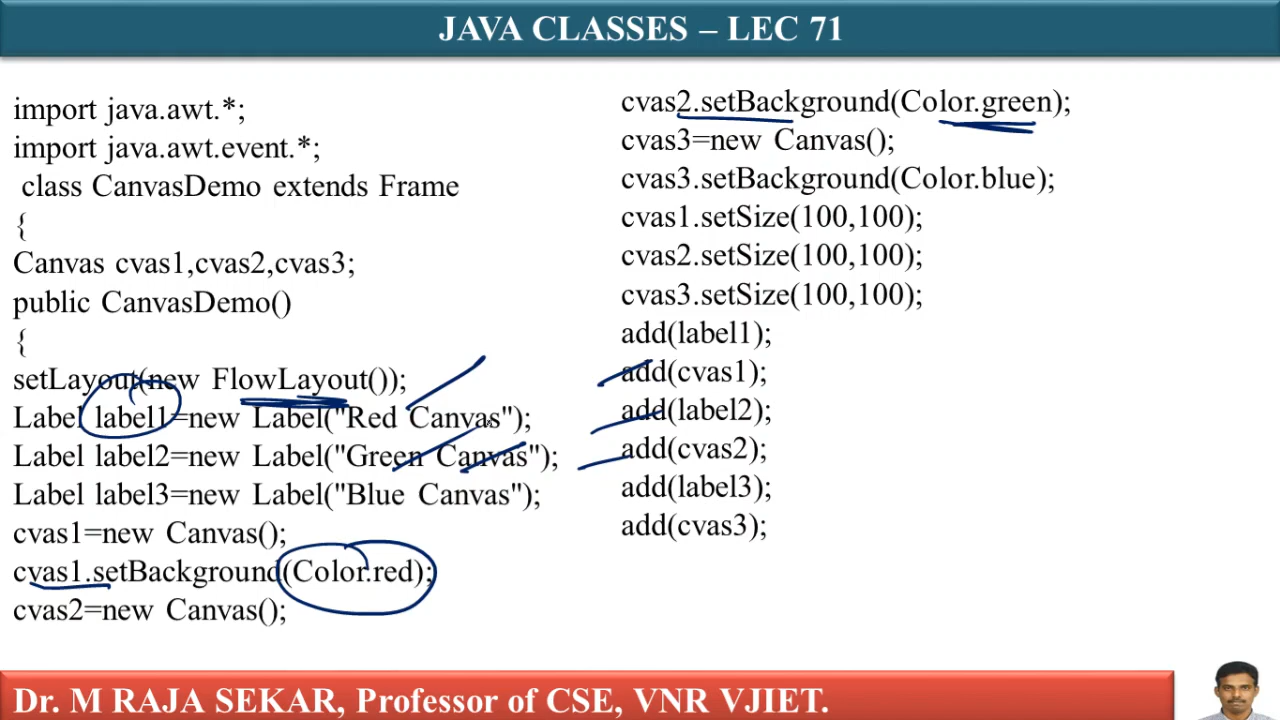 JAVA CLASSES – LEC 71
import java.awt.*;
import java.awt.event.*;
class CanvasDemo extends Frame
{
Canvas cvas1,cvas2,cvas3;
public CanvasDemo()
{
setLayout(new FlowLayout());
Label label1=new Label("Red Canvas");
Label label2=new Label("Green Canvas");
Label label3=new Label("Blue Canvas");
cvas1=new Canvas();
cvas1.setBackground(Color.red);
cvas2=new Canvas();
cvas2.setBackground(Color.green);
cvas3=new Canvas();
cvas3.setBackground(Color.blue);
cvas1.setSize(100,100);
cvas2.setSize(100,100);
cvas3.setSize(100,100);
add(label1);
add(cvas1);
add(label2);
add(cvas2);
add(label3);
add(cvas3);
Dr. M RAJA SEKAR, Professor of CSE, VNR VJIET.